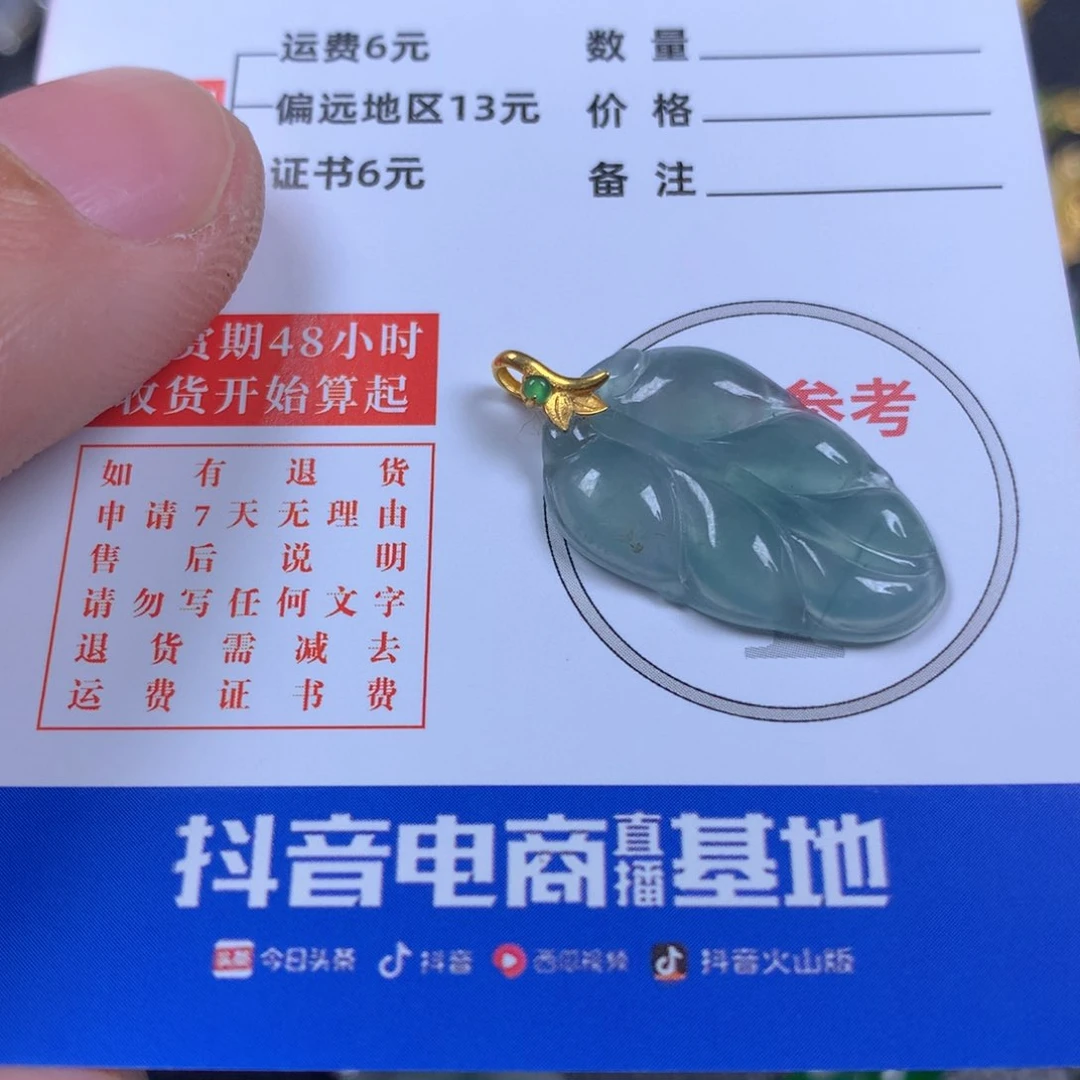 运费6元
数量
偏远地区13元
价格
证书6元
备注
货期48小时
收货开始算起
参考
如有退货
申请7天无理由
售后说明
请勿写任何文字
退货需减去
运费证书费
抖音电商直播基地
头条 今日头条 抖音 西瓜视频 抖音火山版